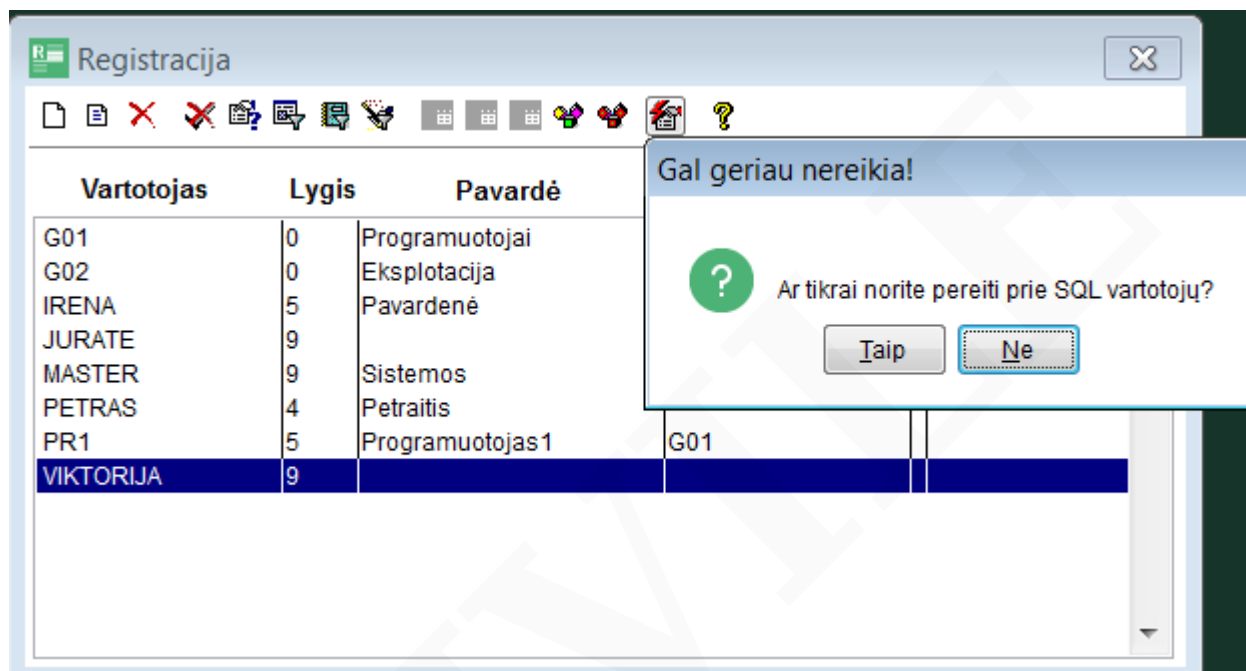 Registracija
Vartotojas Lygis Pavardė
G01 0 Programuotojai
G02 0 Eksplotacija
IRENA 5 Pavardenė
JURATE 9
MASTER 9 Sistemos
PETRAS 4 Petraitis
PR1 5 Programuotojas1 G01
VIKTORIJA 9
Gal geriau nereikia!
Ar tikrai norite pereiti prie SQL vartotojų?
Taip Ne